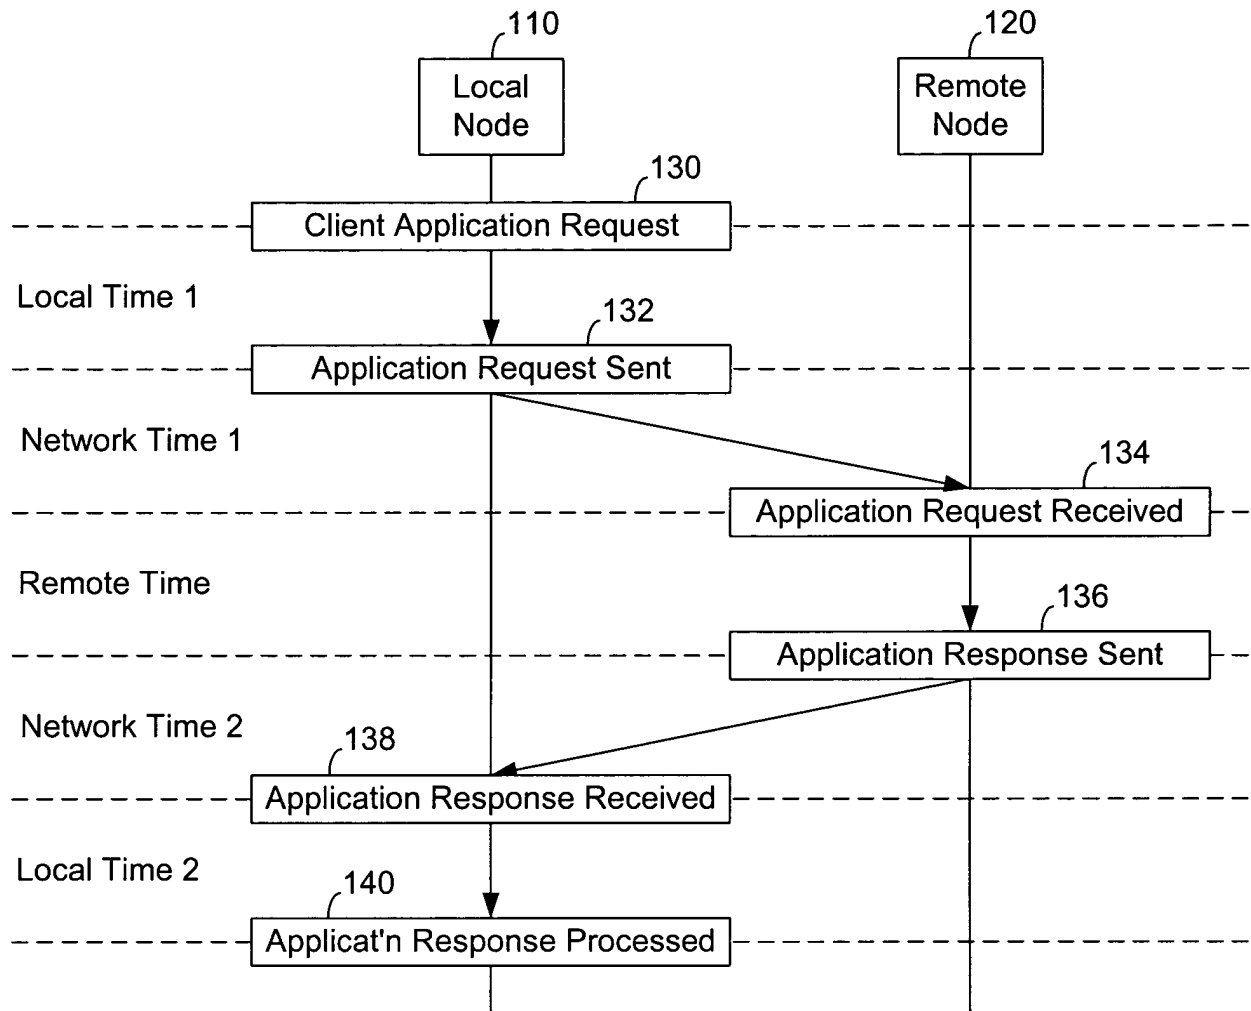 110
120
Local
Node
Remote
Node
130
Client Application Request
Local Time 1
132
Application Request Sent
Network Time 1
134
Application Request Received
Remote Time
136
Application Response Sent
Network Time 2
138
Application Response Received
Local Time 2
140
Applicat'n Response Processed